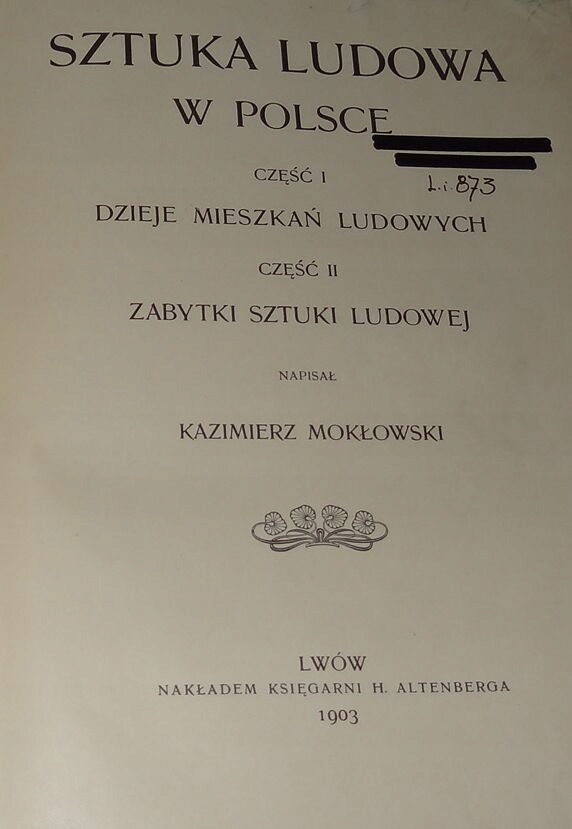 SZTUKA LUDOWA
W POLSCE
CZĘŚĆ I
L.i. 873
DZIEJE MIESZKAŃ LUDOWYCH
CZĘŚĆ II
ZABYTKI SZTUKI LUDOWEJ
NAPISAŁ
KAZIMIERZ MOKŁOWSKI
LWÓW
NAKŁADEM KSIĘGARNI H. ALTENBERGA
1903